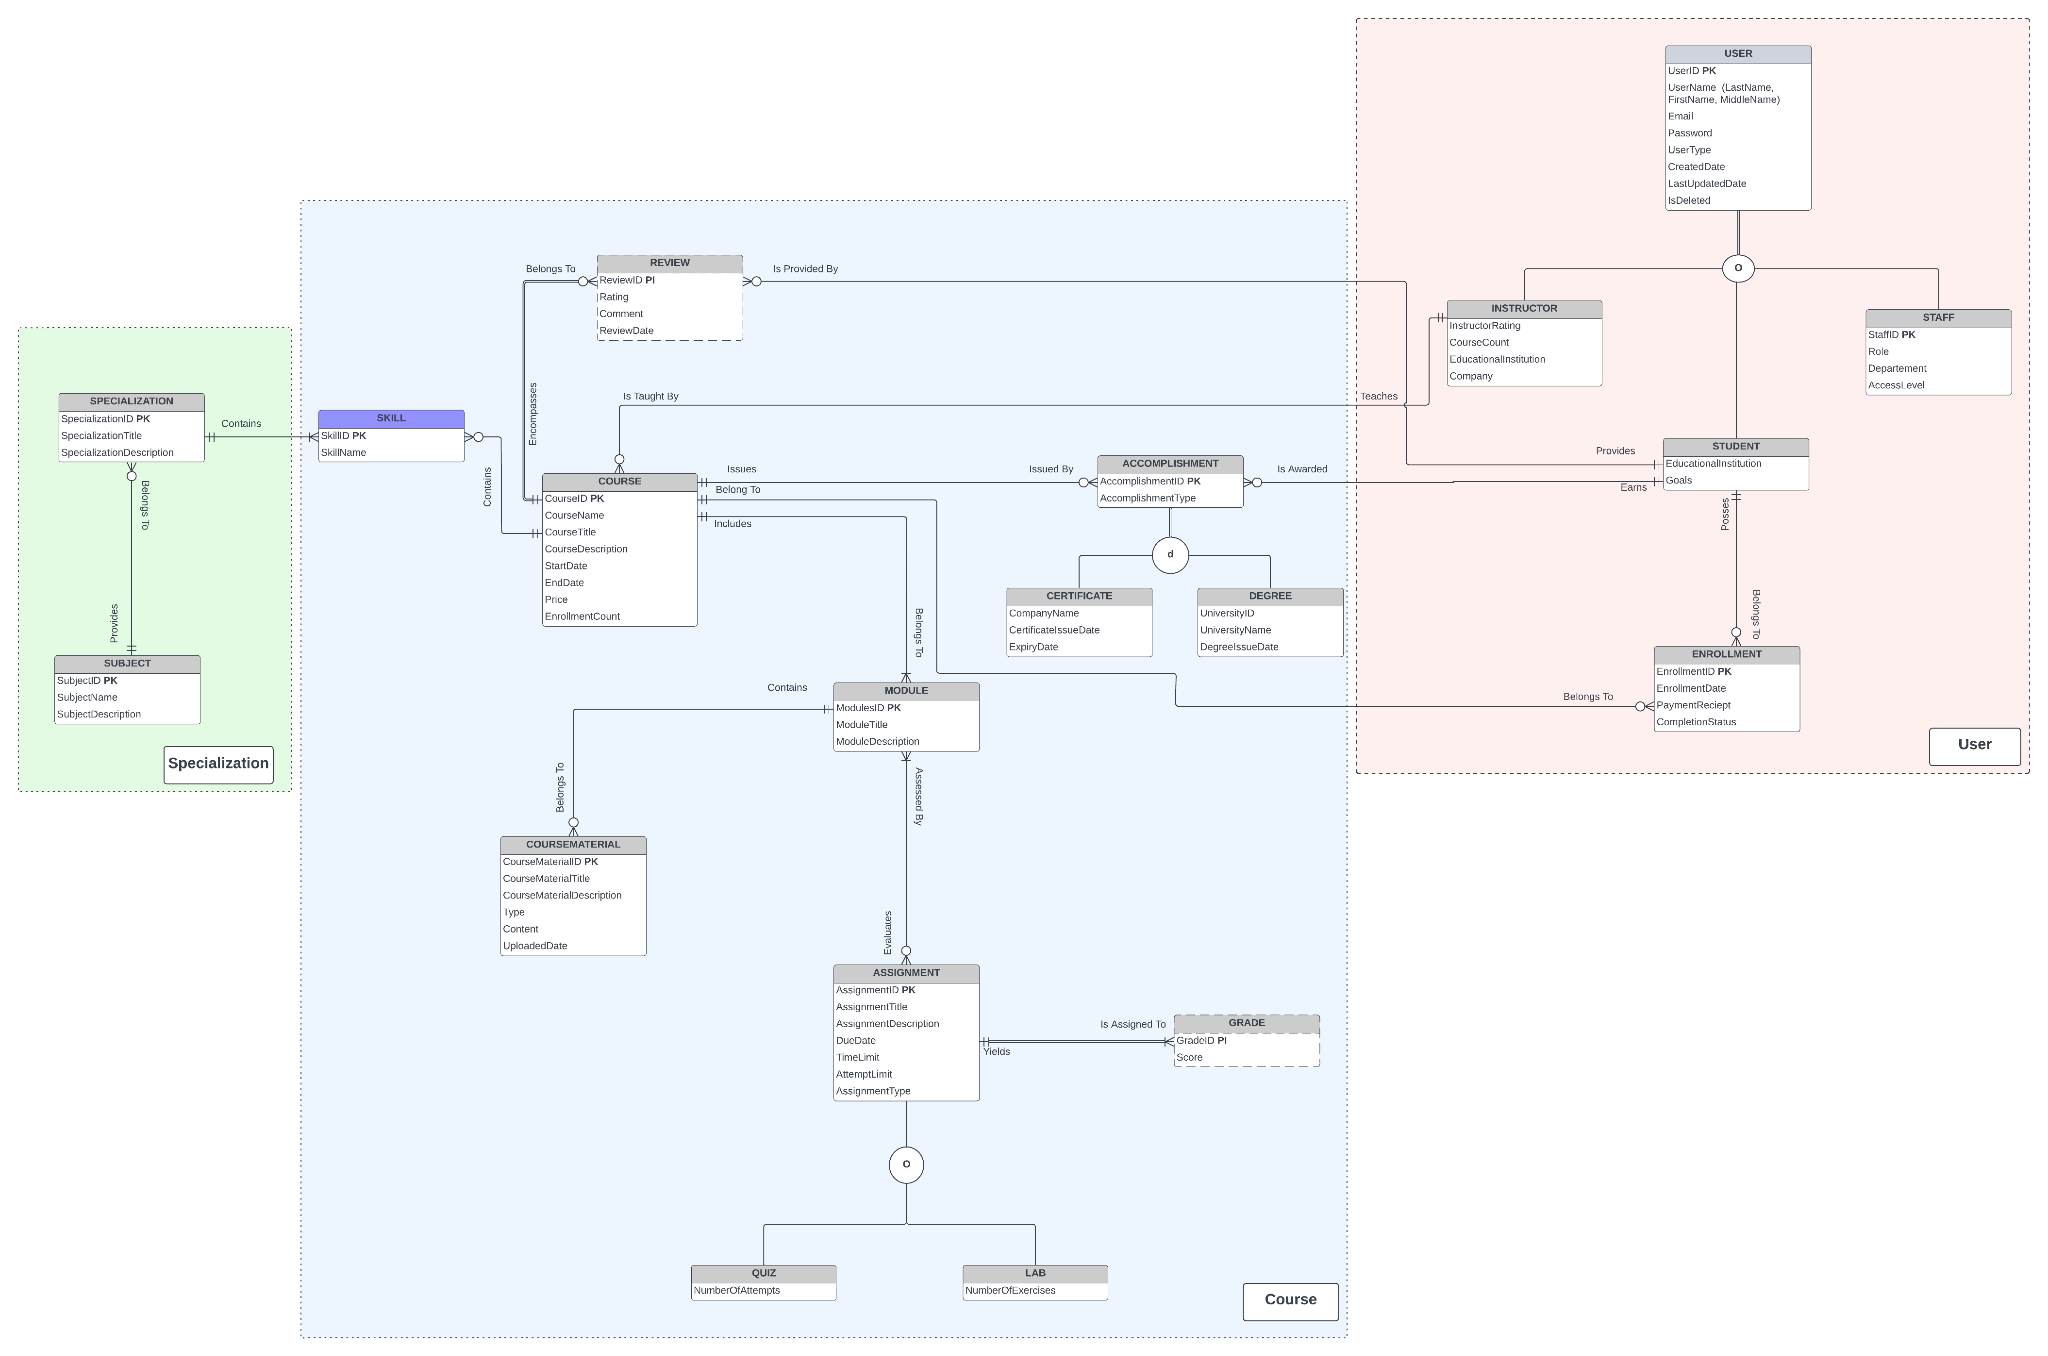 USER
UserID PK
UserName  (LastName,
FirstName, MiddleName)
Email
Password
UserType
CreatedDate
LastUpdatedDate
IsDeleted
O
INSTRUCTOR
InstructorRating
CourseCount
EducationalInstitution
Company
STAFF
StaffID PK
Role
Departement
AccessLevel
Teaches
STUDENT
EducationalInstitution
Goals
Provides
Earns
Posses
Belongs To
ENROLLMENT
EnrollmentID PK
EnrollmentDate
PaymentReciept
CompletionStatus
Belongs To
User
Belongs To
REVIEW
ReviewID PI
Rating
Comment
ReviewDate
Is Provided By
Encompasses
Is Taught By
SKILL
SkillID PK
SkillName
Contains
COURSE
CourseID PK
CourseName
CourseTitle
CourseDescription
StartDate
EndDate
Price
EnrollmentCount
Issues
Belong To
Includes
Issued By
ACCOMPLISHMENT
AccomplishmentID PK
AccomplishmentType
Is Awarded
d
CERTIFICATE
CompanyName
CertificateIssueDate
ExpiryDate
DEGREE
UniversityID
UniversityName
DegreeIssueDate
Belongs To
Contains
MODULE
ModulesID PK
ModuleTitle
ModuleDescription
Belongs To
Assessed By
COURSEMATERIAL
CourseMaterialID PK
CourseMaterialTitle
CourseMaterialDescription
Type
Content
UploadedDate
Evaluates
ASSIGNMENT
AssignmentID PK
AssignmentTitle
AssignmentDescription
DueDate
TimeLimit
AttemptLimit
AssignmentType
Yields
Is Assigned To
GRADE
GradeID PI
Score
O
QUIZ
NumberOfAttempts
LAB
NumberOfExercises
Course
SPECIALIZATION
SpecializationID PK
SpecializationTitle
SpecializationDescription
Contains
Belongs To
Provides
SUBJECT
SubjectID PK
SubjectName
SubjectDescription
Specialization